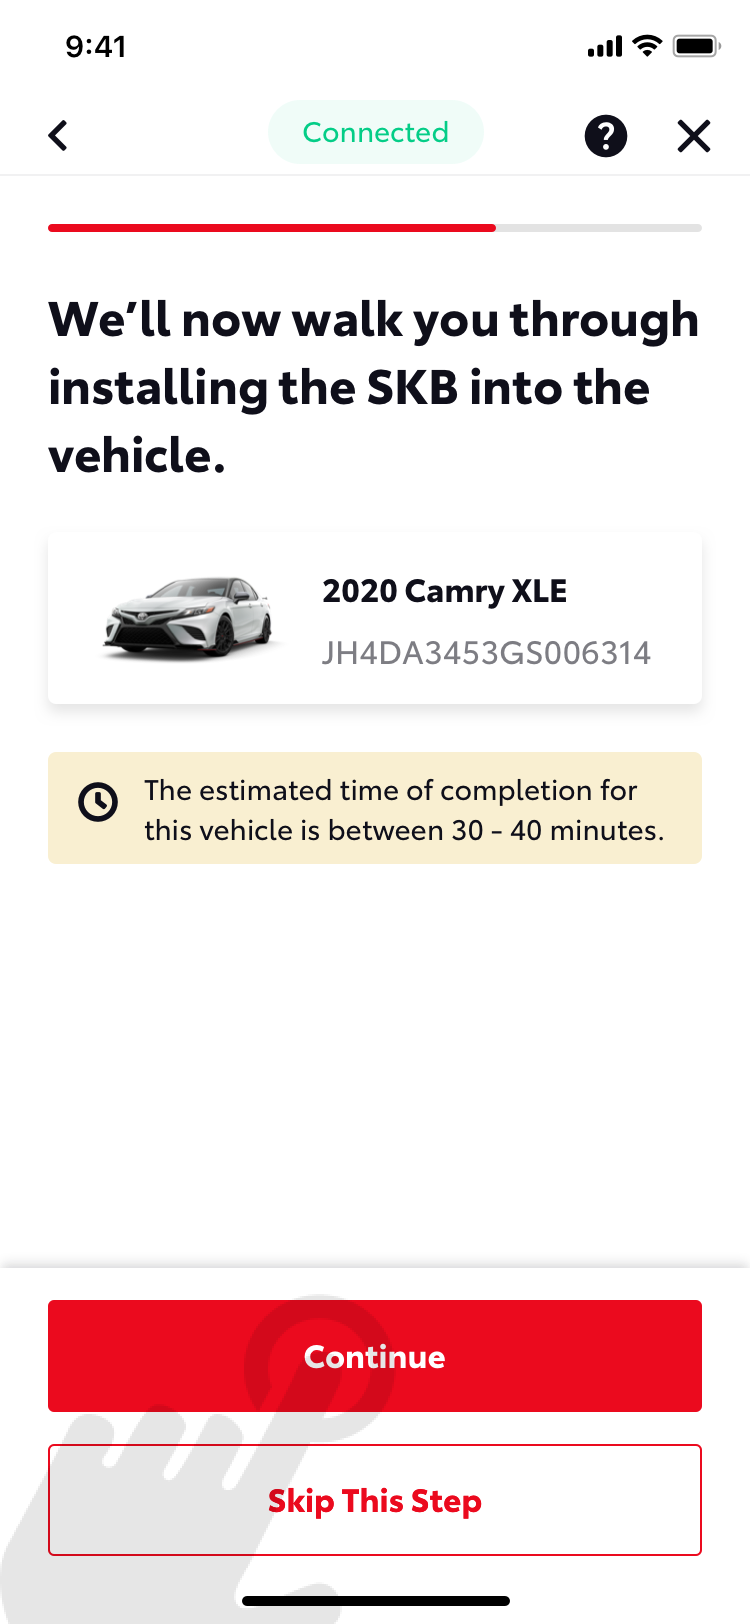 9:41
Connected
We’ll now walk you through
installing the SKB into the
vehicle.
2020 Camry XLE
JH4DA3453GS006314
The estimated time of completion for
this vehicle is between 30 - 40 minutes.
Continue
Skip This Step